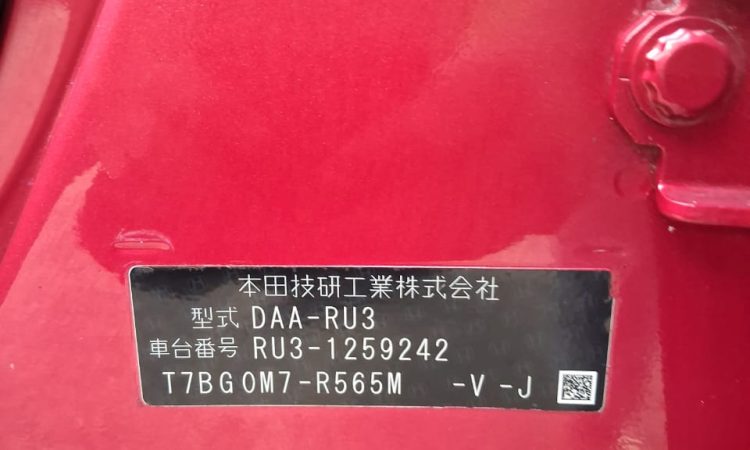 本田技研工業株式会社
型式 DAA-RU3
車台番号 RU3-1259242
T7BG0M7-R565M -V -J